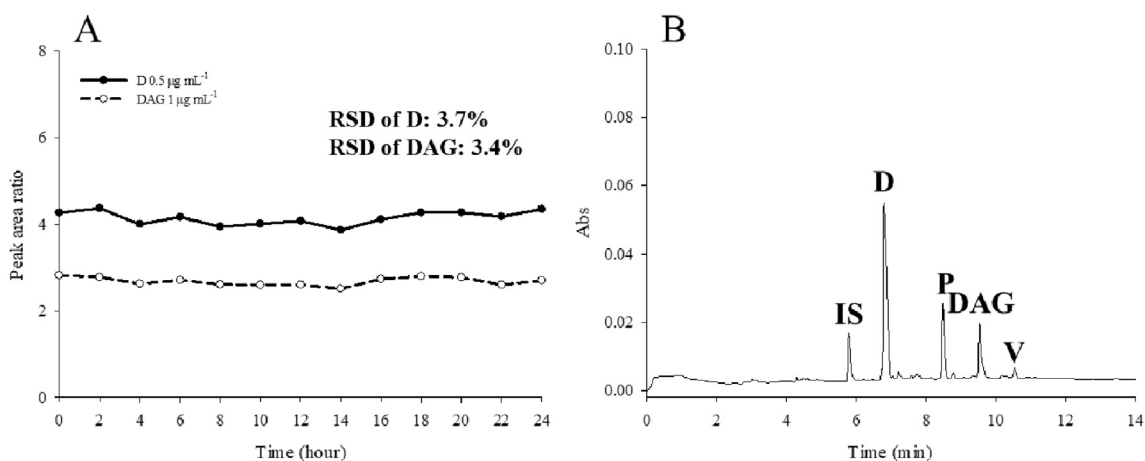 A
8
6
4
2
0
D 0.5 μg mL⁻¹
DAG 1 μg mL⁻¹
RSD of D: 3.7%
RSD of DAG: 3.4%
Peak area ratio
0 2 4 6 8 10 12 14 16 18 20 22 24
Time (hour)
B
0.10
0.08
0.06
0.04
0.02
0.00
Abs
IS
D
P
DAG
V
0 2 4 6 8 10 12 14
Time (min)